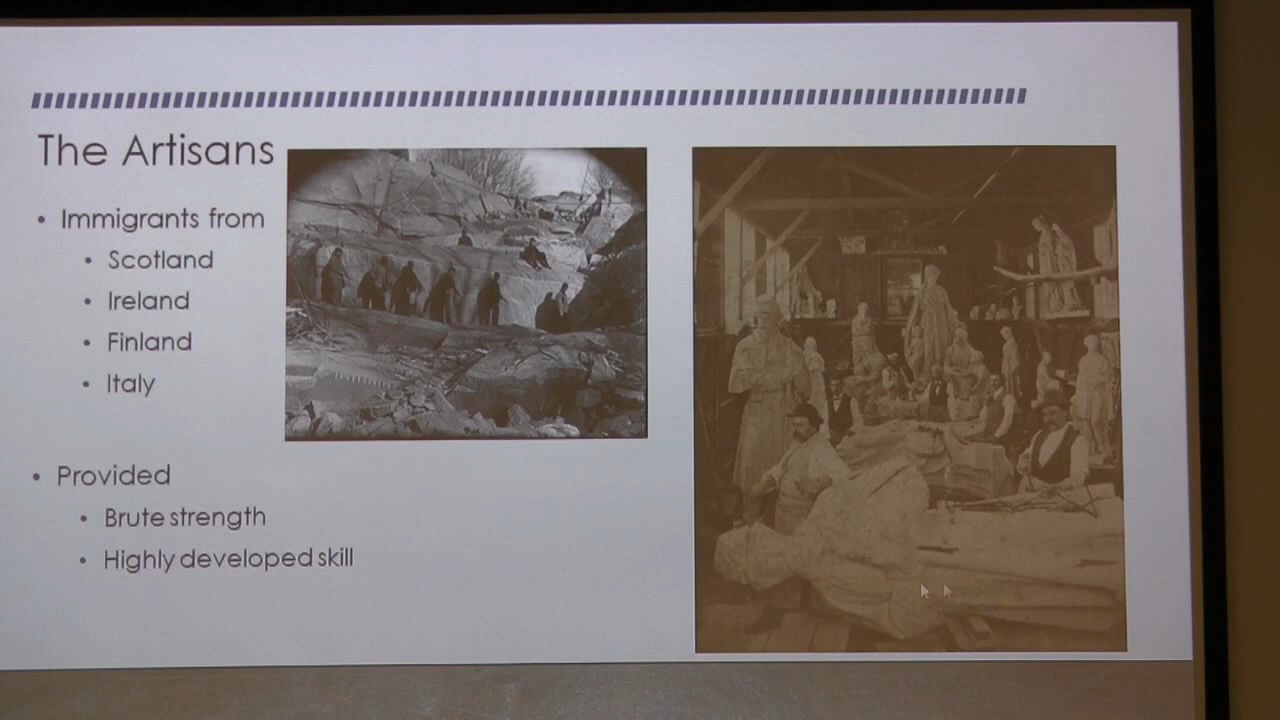 The Artisans
• Immigrants from
• Scotland
• Ireland
• Finland
• Italy
• Provided
• Brute strength
• Highly developed skill